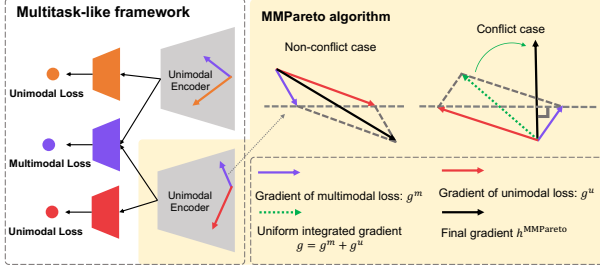 Multitask-like framework
Unimodal Loss
Unimodal
Encoder
Multimodal Loss
Unimodal Loss
Unimodal
Encoder
MMPareto algorithm
Non-conflict case
Conflict case
Gradient of multimodal loss: g^m
Gradient of unimodal loss: g^u
Uniform integrated gradient
g = g^m + g^u
Final gradient h^MMPareto